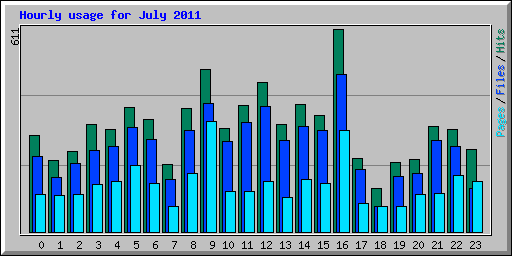 Hourly usage for July 2011
611
Pages / Files / Hits
0 1 2 3 4 5 6 7 8 9 10 11 12 13 14 15 16 17 18 19 20 21 22 23